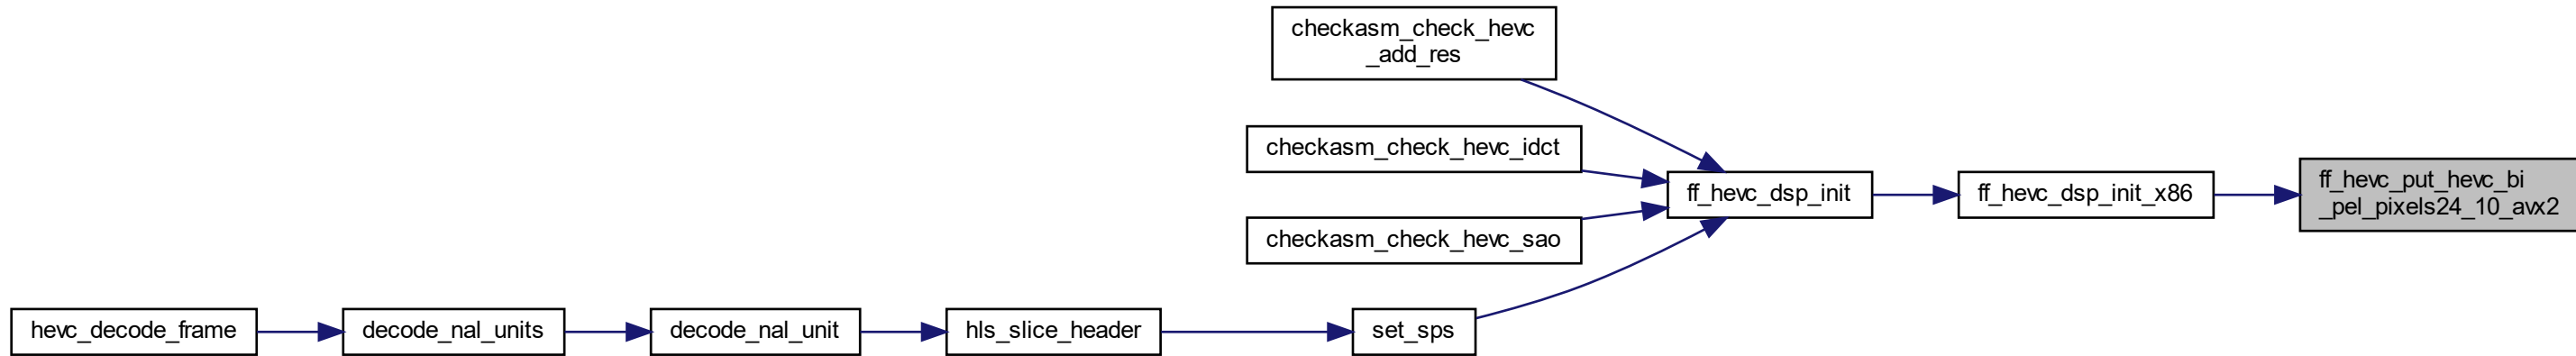 checkasm_check_hevc
_add_res
checkasm_check_hevc_idct
ff_hevc_dsp_init
ff_hevc_dsp_init_x86
ff_hevc_put_hevc_bi
_pel_pixels24_10_avx2
checkasm_check_hevc_sao
hevc_decode_frame
decode_nal_units
decode_nal_unit
hls_slice_header
set_sps